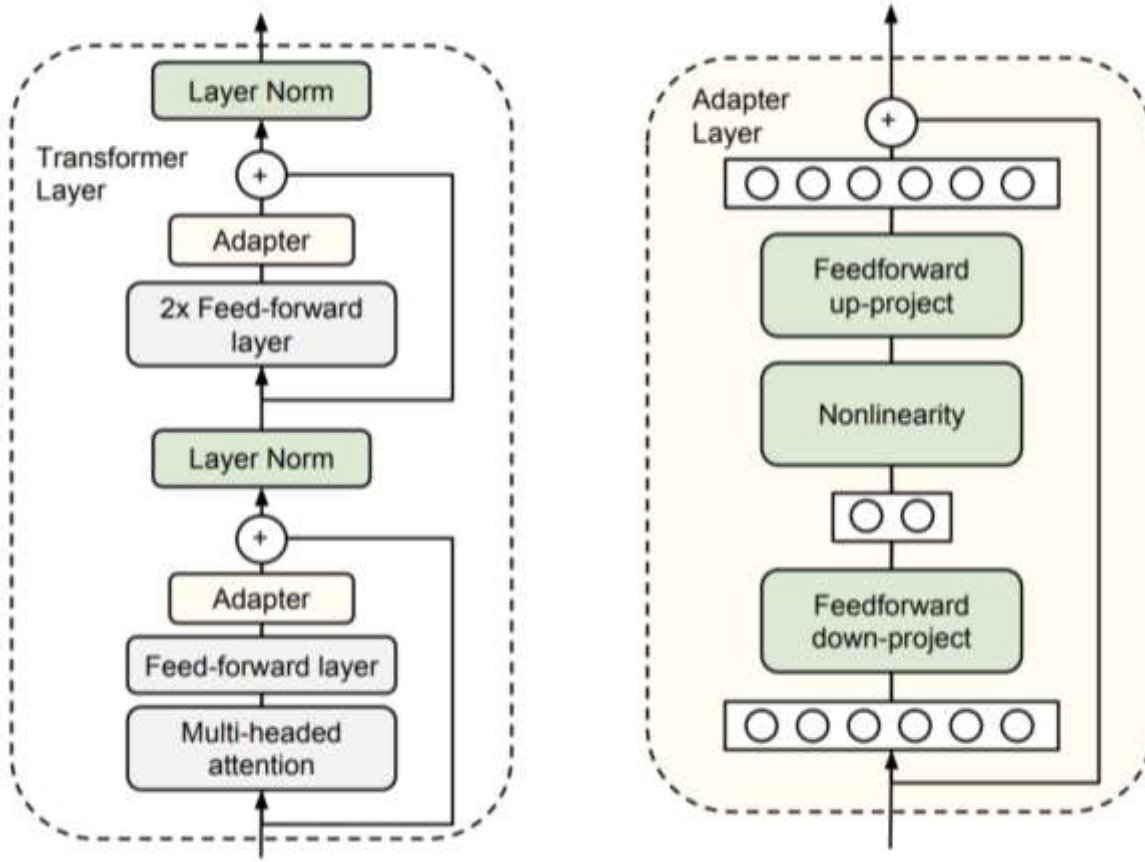 Layer Norm
Transformer
Layer
+
Adapter
2x Feed-forward
layer
Layer Norm
+
Adapter
Feed-forward layer
Multi-headed
attention
Adapter
Layer
+
Feedforward
up-project
Nonlinearity
Feedforward
down-project